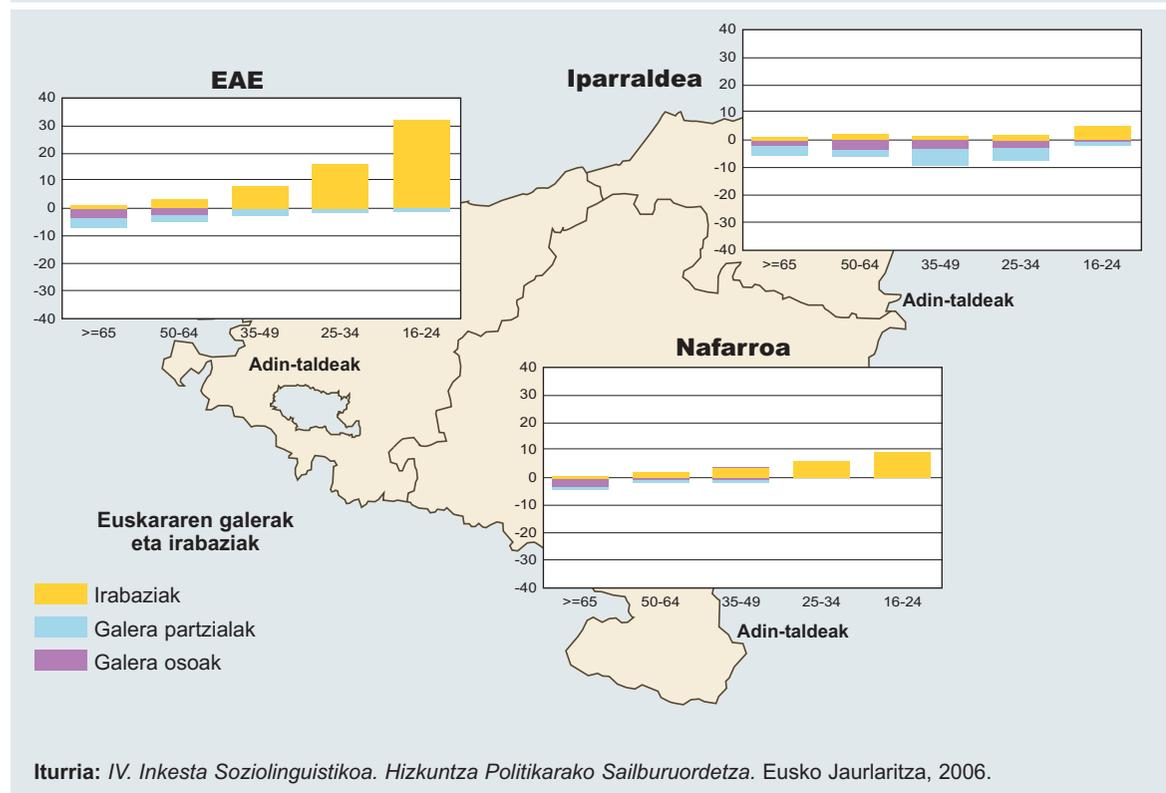 EAE
40
30
20
10
0
-10
-20
-30
-40
>=65 50-64 35-49 25-34 16-24
Adin-taldeak
Iparraldea
40
30
20
10
0
-10
-20
-30
-40
>=65 50-64 35-49 25-34 16-24
Adin-taldeak
Nafarroa
40
30
20
10
0
-10
-20
-30
-40
>=65 50-64 35-49 25-34 16-24
Adin-taldeak
Euskararen galerak
eta irabaziak
Irabaziak
Galera partzialak
Galera osoak
Iturria: IV. Inkesta Soziolinguistikoa. Hizkuntza Politikarako Sailburuordetza. Eusko Jaurlaritza, 2006.